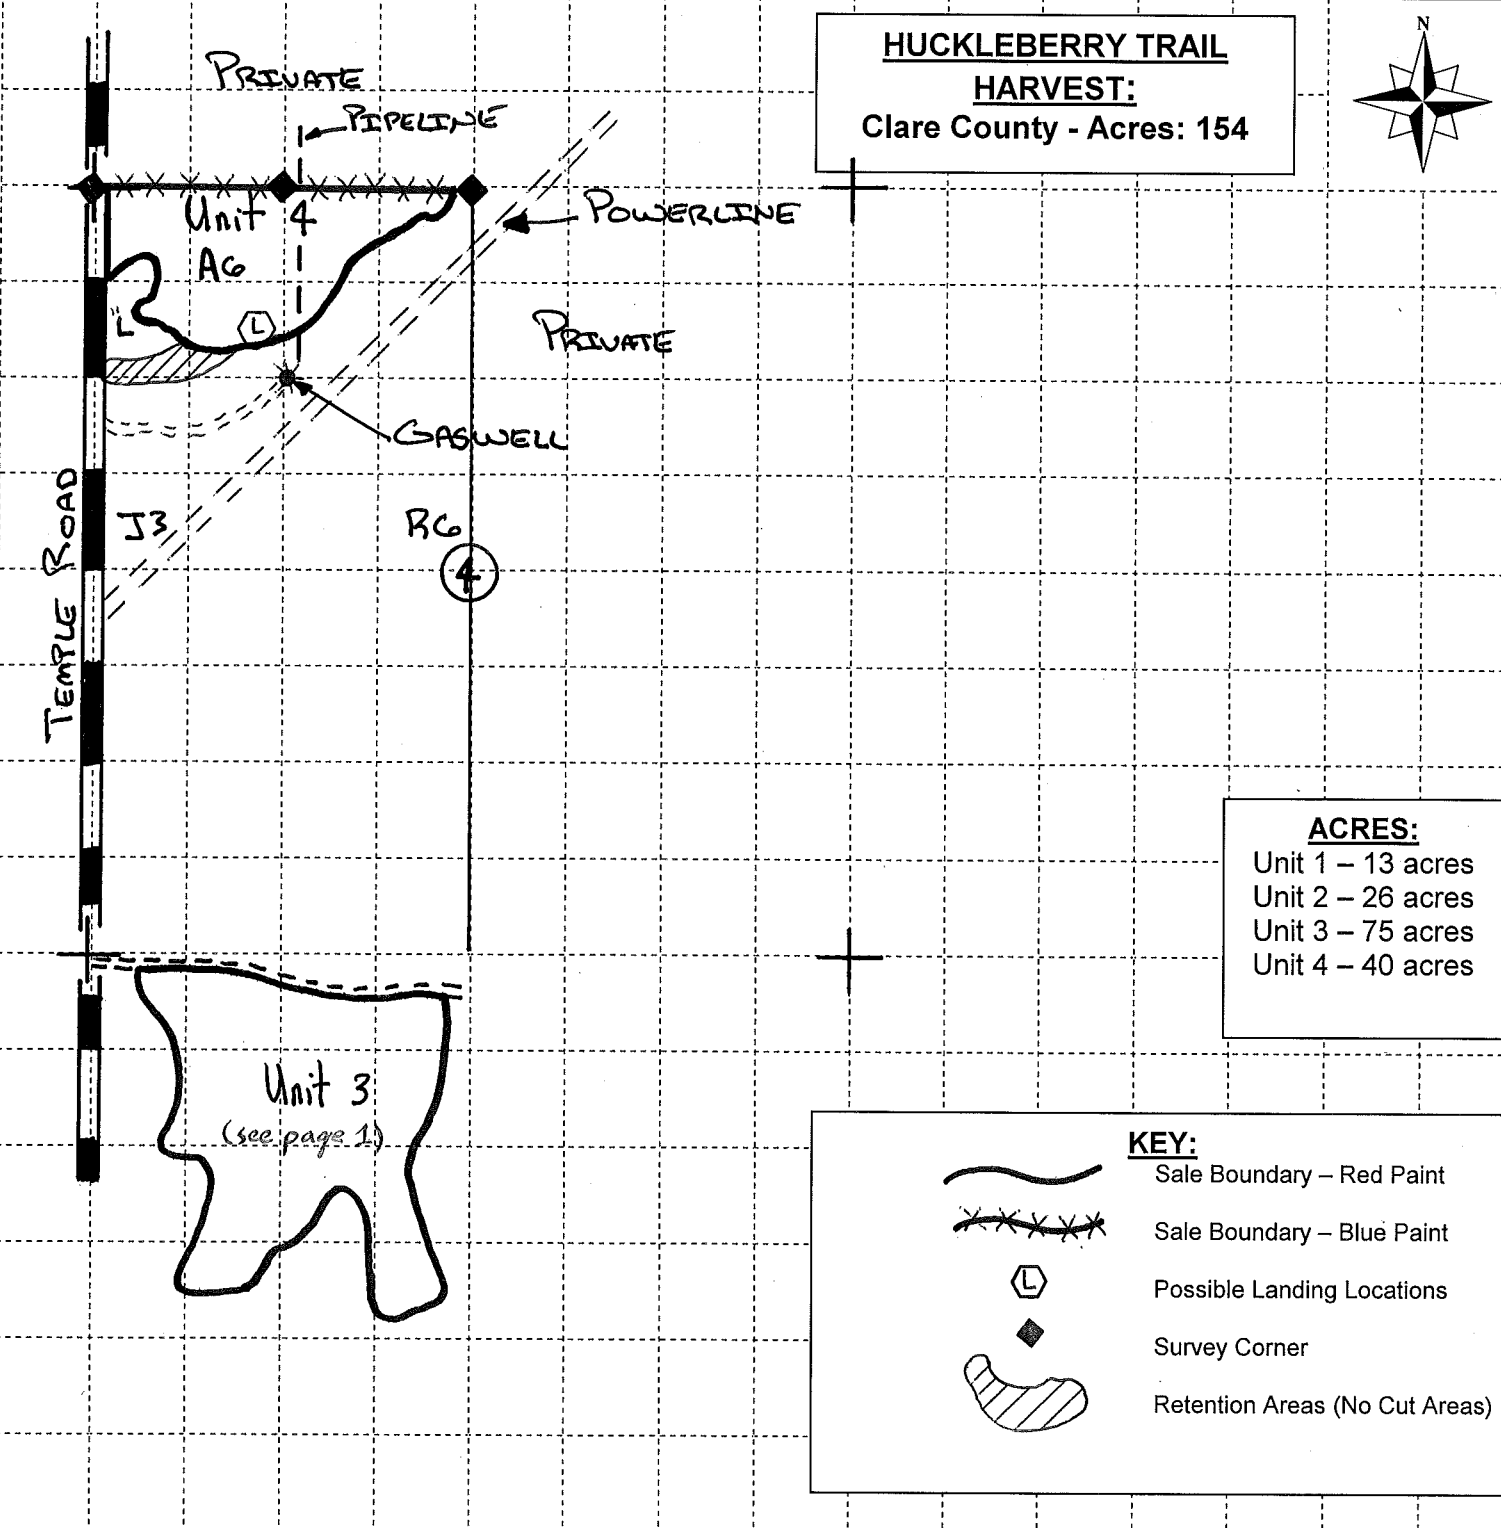 HUCKLEBERRY TRAIL
HARVEST:
Clare County - Acres: 154
N
PRIVATE
PIPELINE
POWERLINE
Unit 4
A6
L
L
PRIVATE
GASWELL
TEMPLE ROAD
J3
R6
4
ACRES:
Unit 1 – 13 acres
Unit 2 – 26 acres
Unit 3 – 75 acres
Unit 4 – 40 acres
Unit 3
(see page 1)
KEY:
Sale Boundary – Red Paint
Sale Boundary – Blue Paint
L
Possible Landing Locations
Survey Corner
Retention Areas (No Cut Areas)